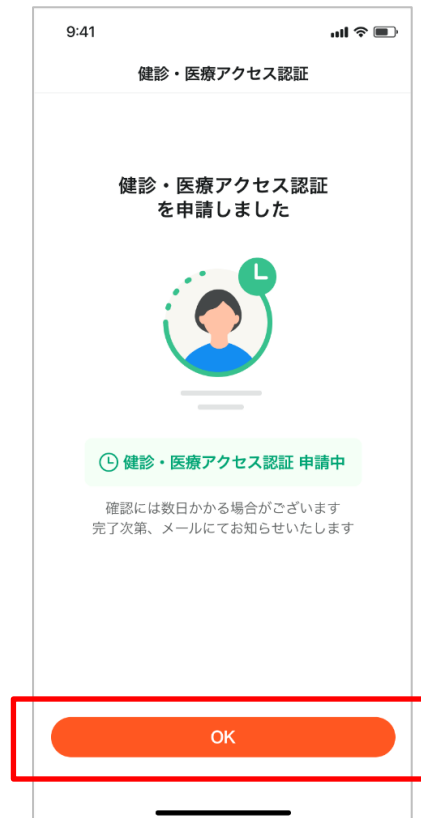 9:41
健診・医療アクセス認証
健診・医療アクセス認証
を申請しました
健診・医療アクセス認証 申請中
確認には数日かかる場合がございます
完了次第、メールにてお知らせいたします
OK